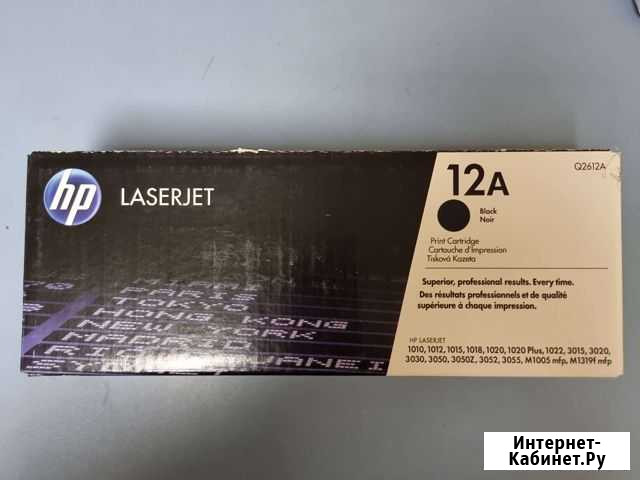 hp
LASERJET
12A
Q2612A
Black
Noir
Print Cartridge
Cartouche d'Impression
Tisková Kazeta
Superior, professional results. Every time.
Des résultats professionnels et de qualité
supérieure à chaque impression.
HP LASERJET
1010, 1012, 1015, 1018, 1020, 1020 Plus, 1022, 3015, 3020,
3030, 3050, 3050Z, 3052, 3055, M1005 mfp, M1319f mfp
PARIS
TOKYO
HONG KONG
NEW YORK
Интернет-
Кабинет.Ру